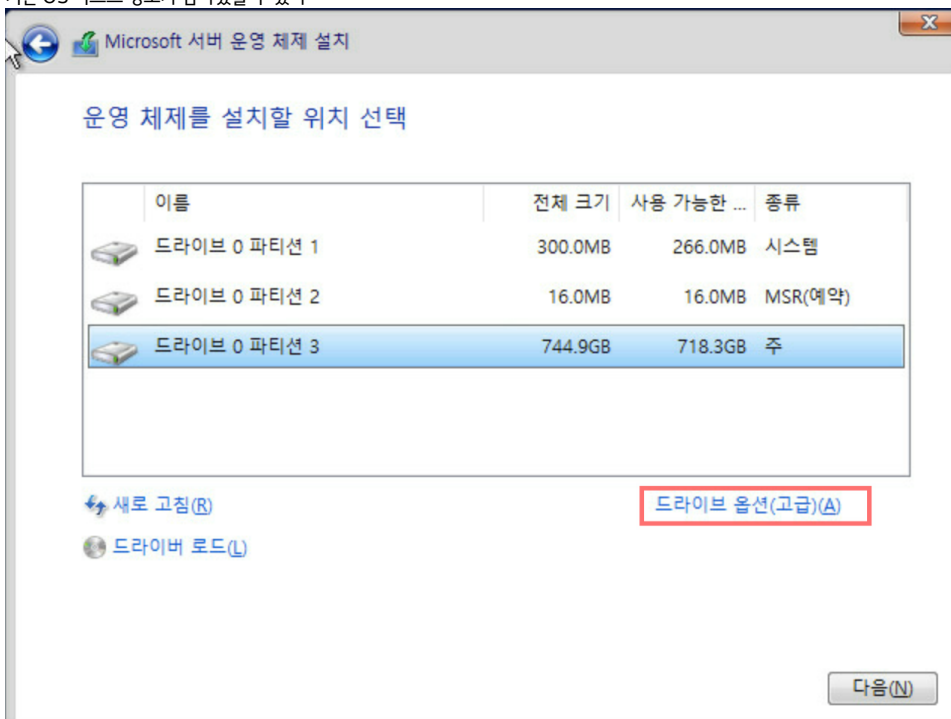 Microsoft 서버 운영 체제 설치
운영 체제를 설치할 위치 선택
이름 전체 크기 사용 가능한 ... 종류
드라이브 0 파티션 1 300.0MB 266.0MB 시스템
드라이브 0 파티션 2 16.0MB 16.0MB MSR(예약)
드라이브 0 파티션 3 744.9GB 718.3GB 주
새로 고침(R) 드라이브 옵션(고급)(A)
드라이버 로드(L)
다음(N)